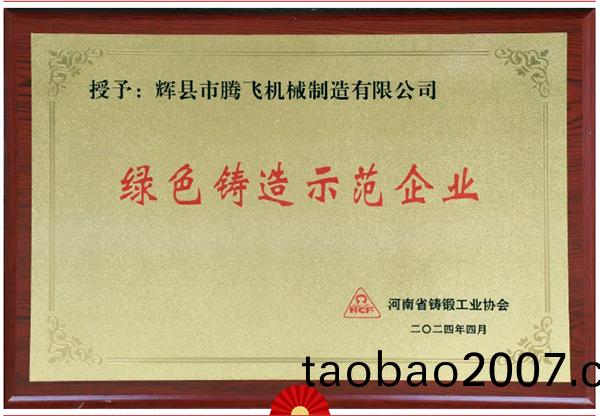 授予：辉县市腾飞机械制造有限公司
绿色铸造示范企业
HCF
河南省铸锻工业协会
二〇二四年四月
taobao2007.c